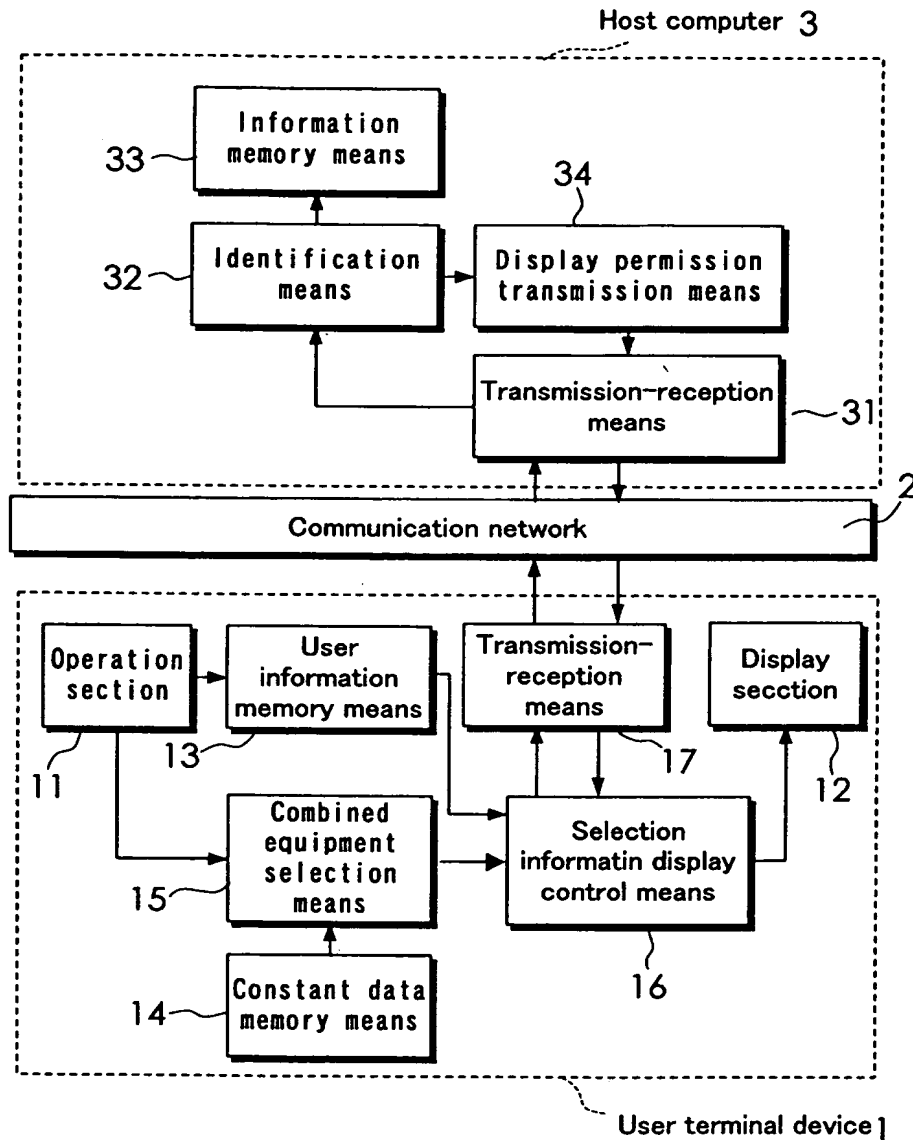 Host computer 3
Information
memory means
33
34
Identification
means
32
Display permission
transmission means
Transmission-reception
means
31
2
Communication network
Operation
section
11
User
information
memory means
13
Transmission-
reception
means
17
Display
secction
12
Combined
equipment
selection
means
15
Selection
informatin display
control means
16
Constant data
memory means
14
User terminal device 1